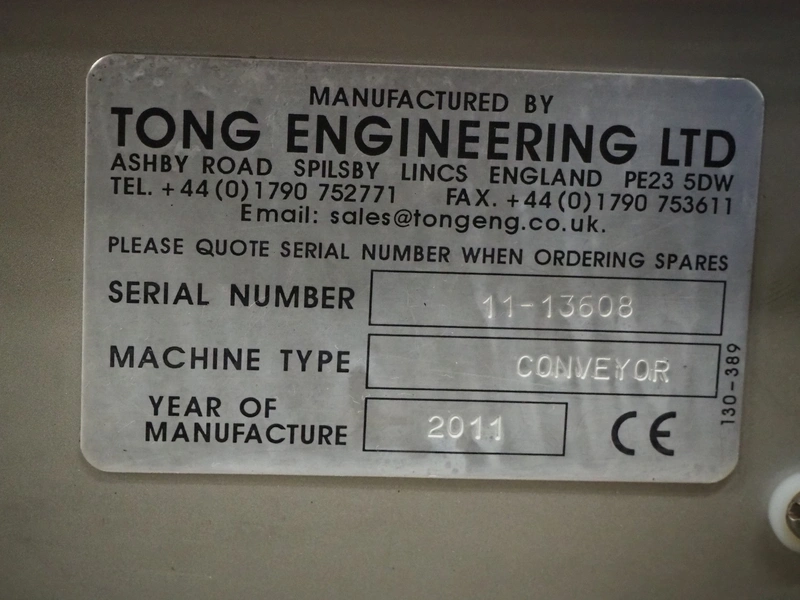 MANUFACTURED BY
TONG ENGINEERING LTD
ASHBY ROAD SPILSBY LINCS ENGLAND PE23 5DW
TEL. +44(0)1790 752771 FAX. +44(0)1790 753611
Email: sales@tongeng.co.uk.
PLEASE QUOTE SERIAL NUMBER WHEN ORDERING SPARES
SERIAL NUMBER 11-13608
MACHINE TYPE CONVEYOR
YEAR OF
MANUFACTURE 2011
CE
130-389